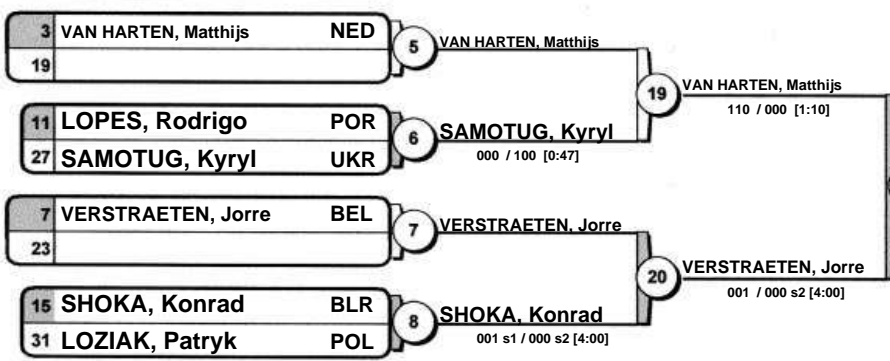 3 VAN HARTEN, Matthijs NED
19
5
VAN HARTEN, Matthijs
11 LOPES, Rodrigo POR
27 SAMOTUG, Kyryl UKR
6
SAMOTUG, Kyryl
000 / 100 [0:47]
19
VAN HARTEN, Matthijs
110 / 000 [1:10]
7 VERSTRAETEN, Jorre BEL
23
7
VERSTRAETEN, Jorre
15 SHOKA, Konrad BLR
31 LOZIAK, Patryk POL
8
SHOKA, Konrad
001 s1 / 000 s2 [4:00]
20
VERSTRAETEN, Jorre
001 / 000 s2 [4:00]